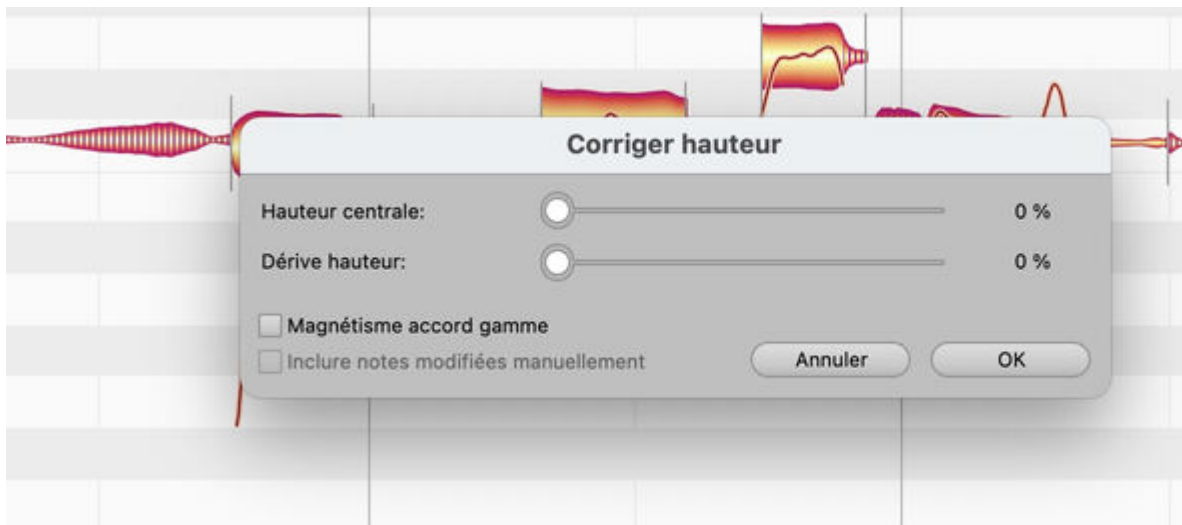 Corriger hauteur
Hauteur centrale: 0 %
Dérive hauteur: 0 %
Magnétisme accord gamme
Inclure notes modifiées manuellement
Annuler OK